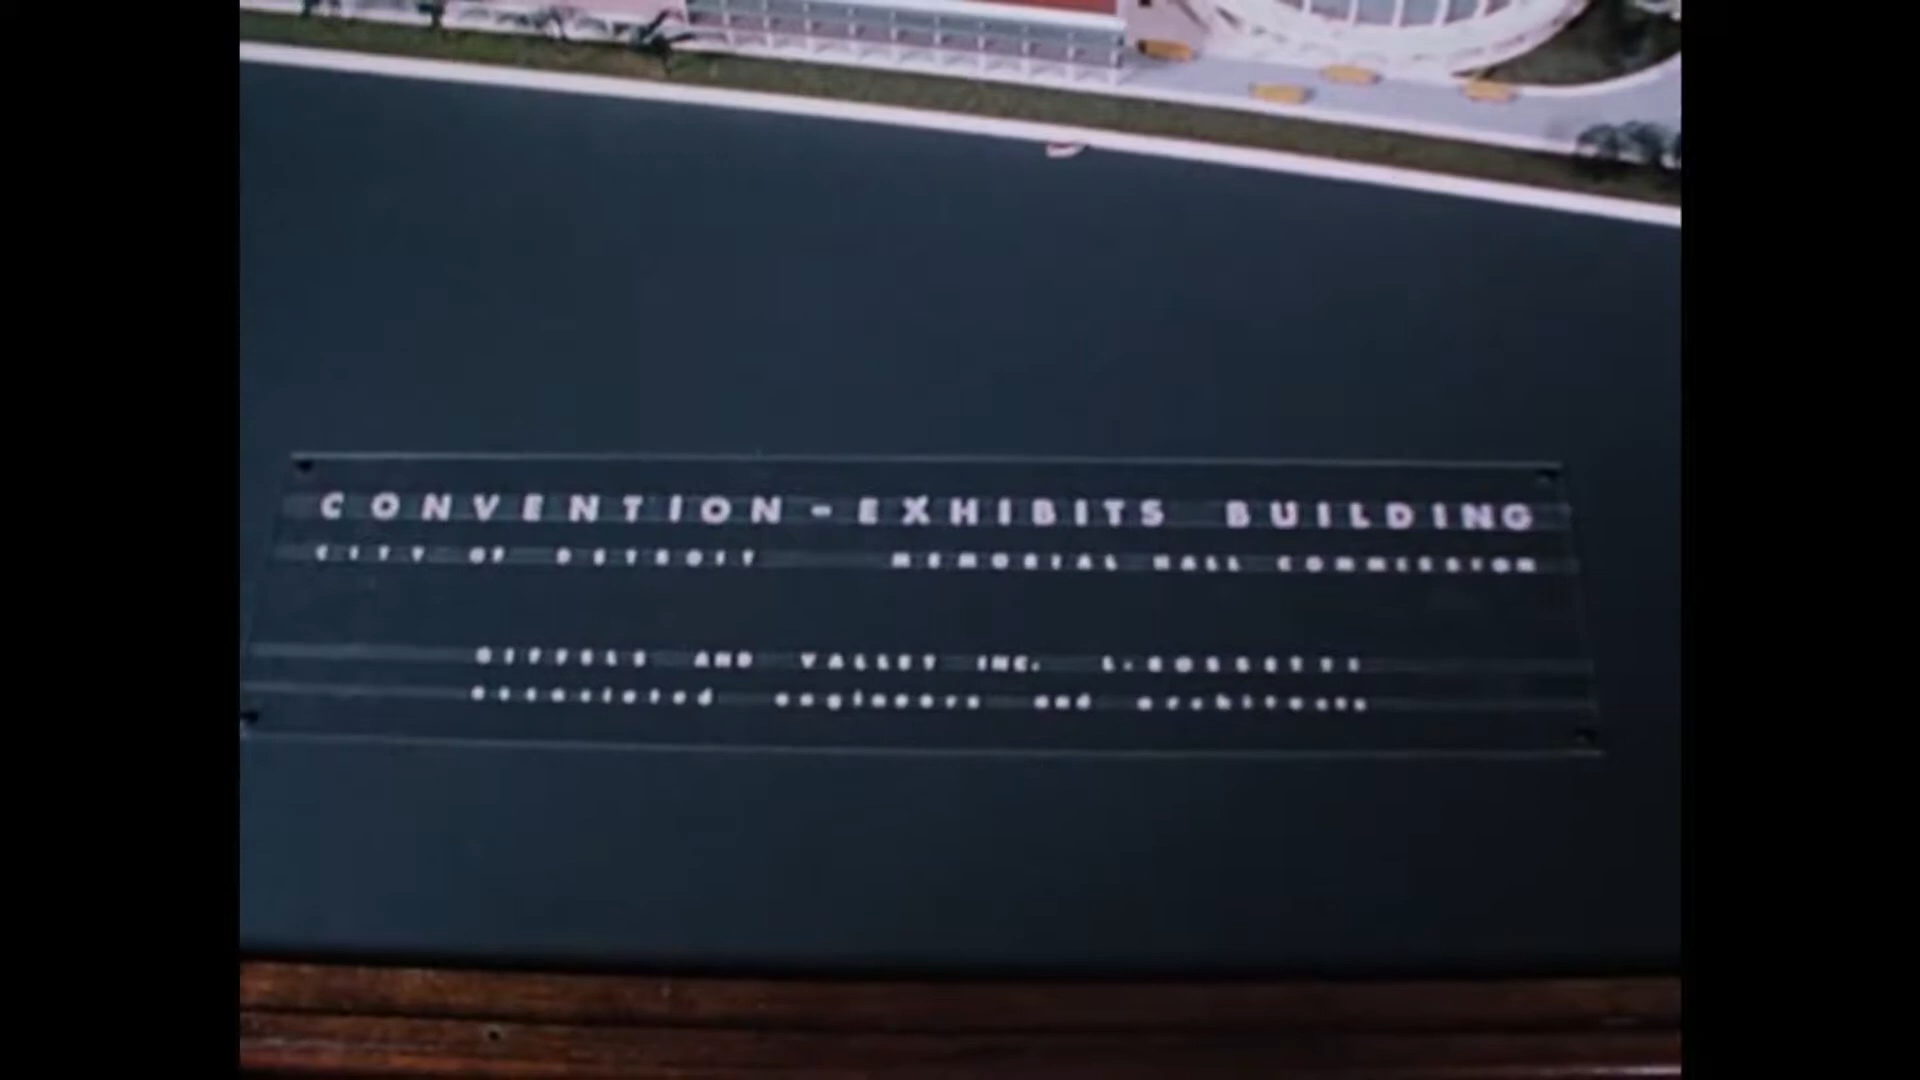 CONVENTION-EXHIBITS BUILDING
CITY OF DETROIT MEMORIAL HALL COMMISSION
GIFFELS AND VALLET INC. L. ROSSETTI
associated engineers and architects